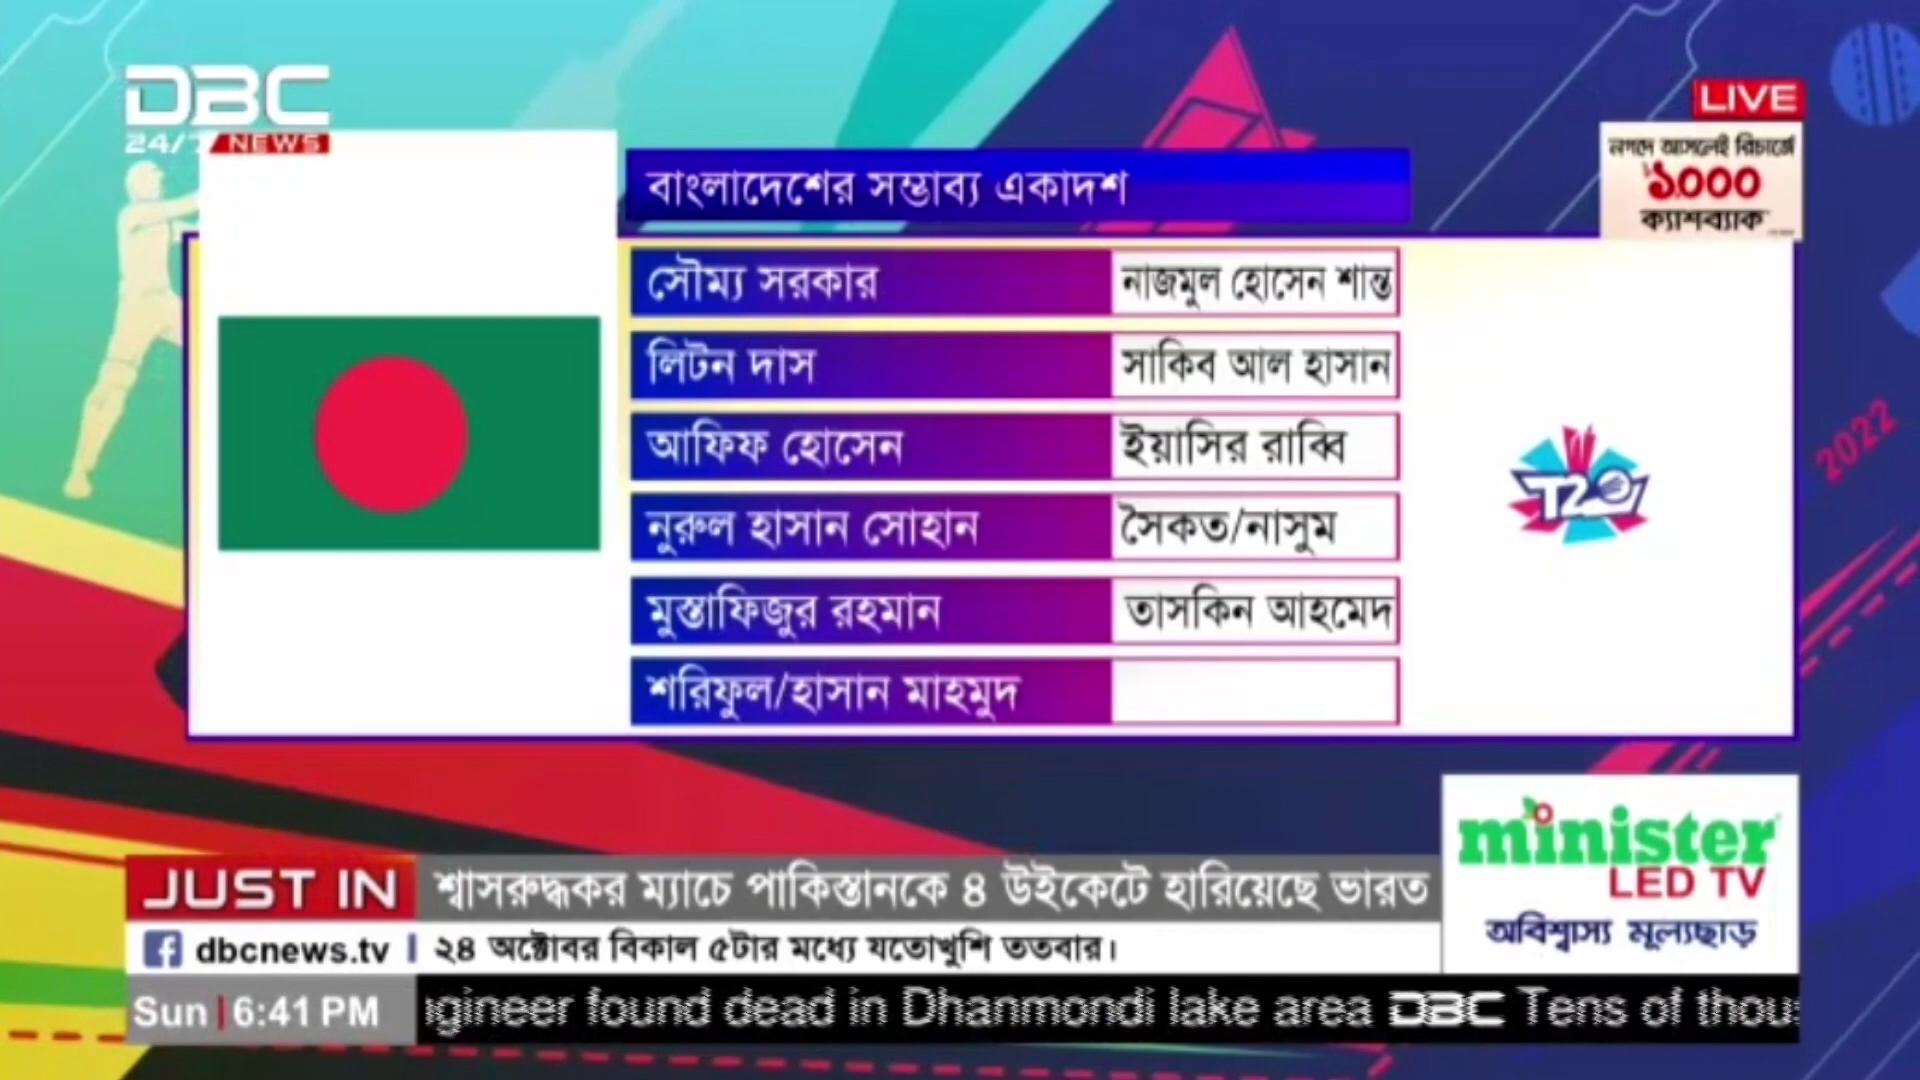 DBC
24/7 NEWS
LIVE
নগদে আসলেই রিচার্জে
৳১০০০
ক্যাশব্যাক
বাংলাদেশের সম্ভাব্য একাদশ
সৌম্য সরকার নাজমুল হোসেন শান্ত
লিটন দাস সাকিব আল হাসান
আফিফ হোসেন ইয়াসির রাব্বি
নুরুল হাসান সোহান সৈকত/নাসুম
মুস্তাফিজুর রহমান তাসকিন আহমেদ
শরিফুল/হাসান মাহমুদ
T20
2022
minister
LED TV
অবিশ্বাস্য মূল্যছাড়
JUST IN শ্বাসরুদ্ধকর ম্যাচে পাকিস্তানকে ৪ উইকেটে হারিয়েছে ভারত
dbcnews.tv | ২৪ অক্টোবর বিকাল ৫টার মধ্যে যতোখুশি ততবার।
Sun | 6:41 PM gineer found dead in Dhanmondi lake area DBC Tens of thou